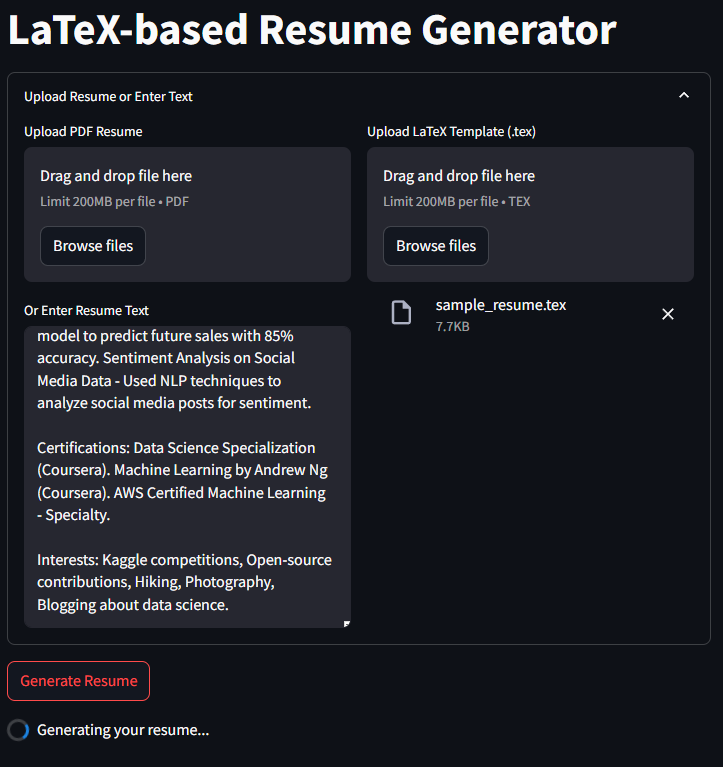 LaTeX-based Resume Generator
Upload Resume or Enter Text
Upload PDF Resume
Drag and drop file here
Limit 200MB per file • PDF
Browse files
Or Enter Resume Text
model to predict future sales with 85%
accuracy. Sentiment Analysis on Social
Media Data - Used NLP techniques to
analyze social media posts for sentiment.
Certifications: Data Science Specialization
(Coursera). Machine Learning by Andrew Ng
(Coursera). AWS Certified Machine Learning
- Specialty.
Interests: Kaggle competitions, Open-source
contributions, Hiking, Photography,
Blogging about data science.
Upload LaTeX Template (.tex)
Drag and drop file here
Limit 200MB per file • TEX
Browse files
sample_resume.tex
7.7KB
Generate Resume
Generating your resume...